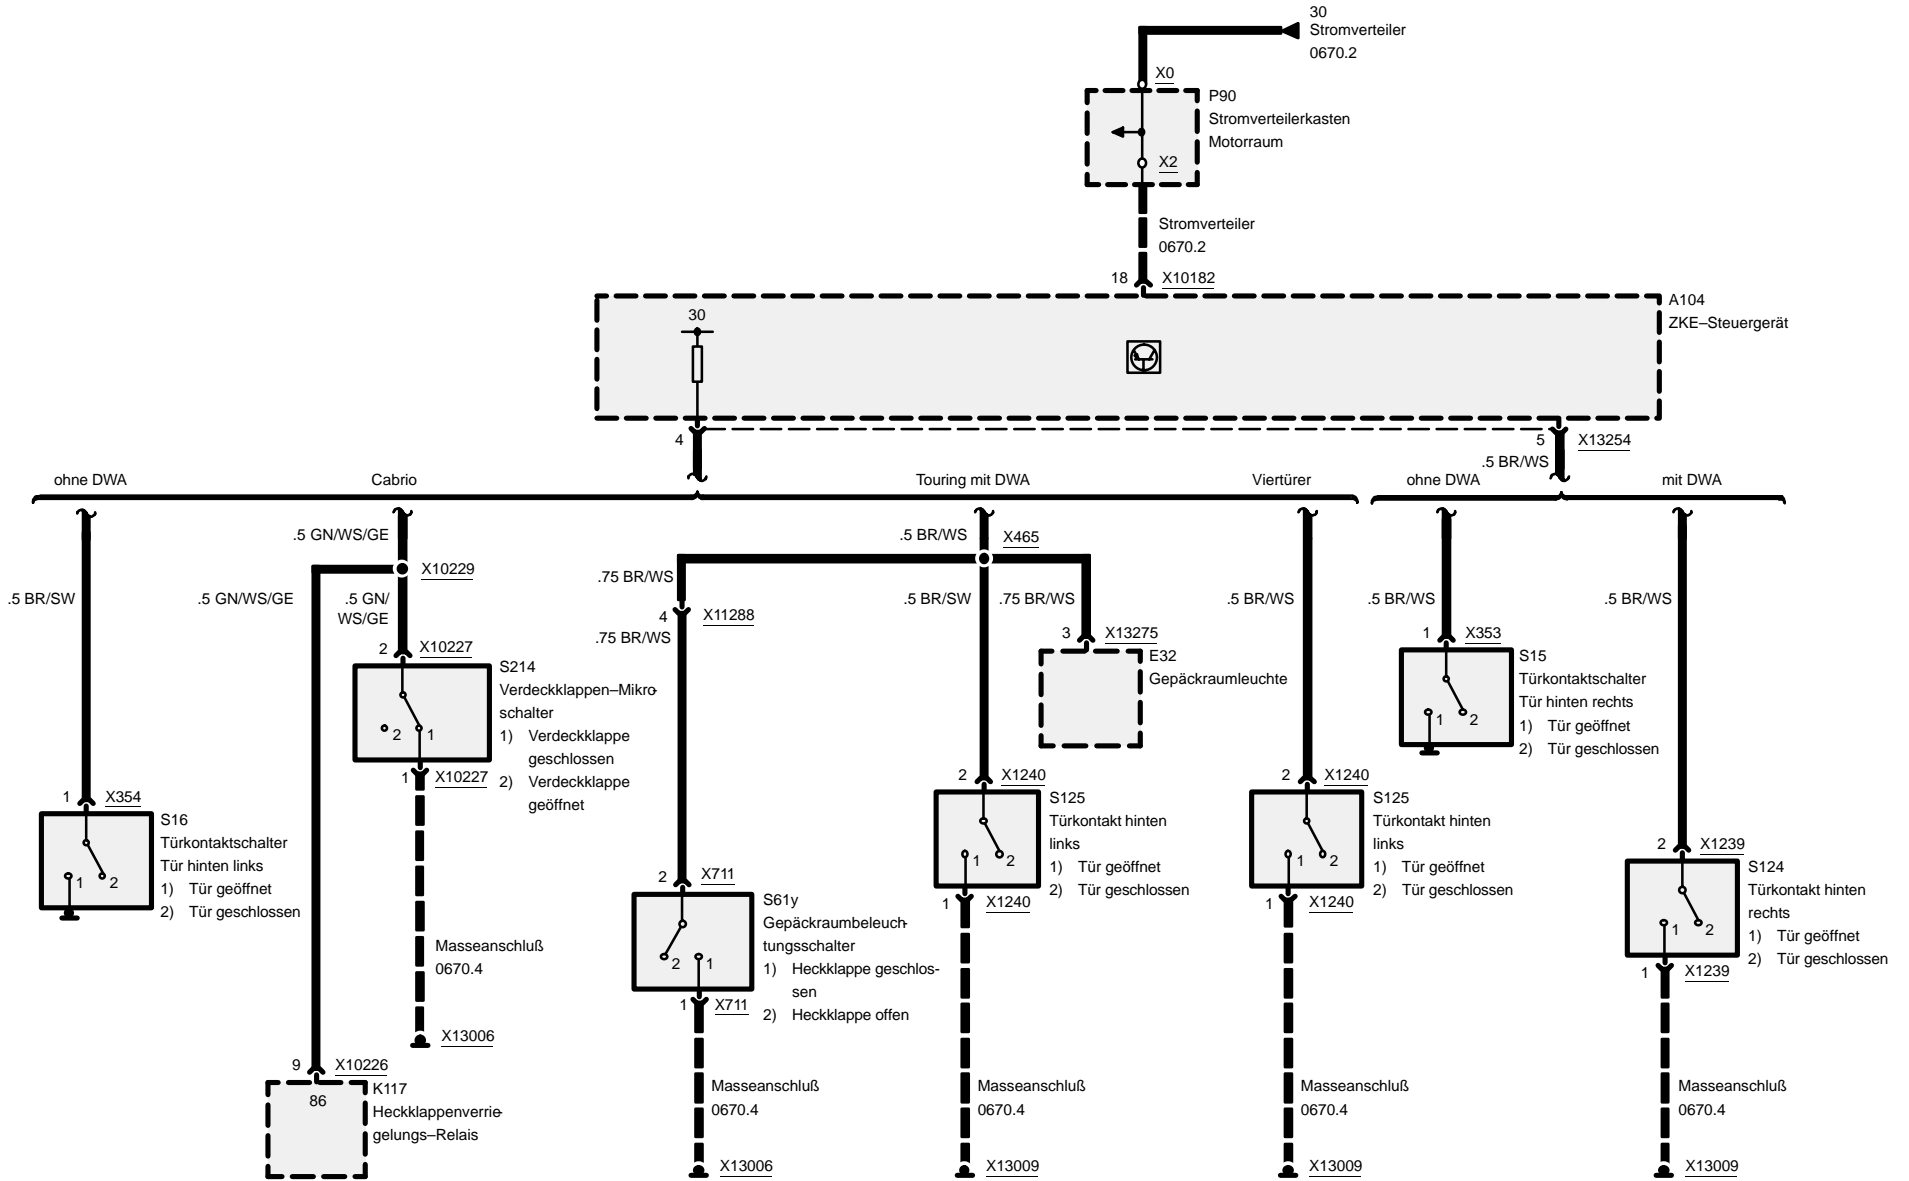 30
Stromverteiler
0670.2
X0
P90
Stromverteilerkasten
Motorraum
X2
Stromverteiler
0670.2
18 X10182
A104
ZKE–Steuergerät
30
4
5 X13254
.5 BR/WS
ohne DWA
Cabrio
Touring mit DWA
Viertürer
ohne DWA
mit DWA
.5 BR/SW
1 X354
S16
Türkontaktschalter
Tür hinten links
1) Tür geöffnet
2) Tür geschlossen
1
2
.5 GN/WS/GE
X10229
.5 GN/WS/GE
.5 GN/
WS/GE
2 X10227
S214
Verdeckklappen–Mikro-
schalter
1) Verdeckklappe
geschlossen
2) Verdeckklappe
geöffnet
2 1
1 X10227
Masseanschluß
0670.4
X13006
9 X10226
K117
Heckklappenverrie-
gelungs–Relais
86
.5 BR/WS
X465
.75 BR/WS
4 X11288
.75 BR/WS
.5 BR/SW
.75 BR/WS
3 X13275
E32
Gepäckraumleuchte
2 X711
S61y
Gepäckraumbeleuch-
tungsschalter
1) Heckklappe geschlos-
sen
2) Heckklappe offen
2 1
1 X711
Masseanschluß
0670.4
X13006
2 X1240
S125
Türkontakt hinten
links
1) Tür geöffnet
2) Tür geschlossen
1 2
1 X1240
Masseanschluß
0670.4
X13009
.5 BR/WS
2 X1240
S125
Türkontakt hinten
links
1) Tür geöffnet
2) Tür geschlossen
1 2
1 X1240
Masseanschluß
0670.4
X13009
.5 BR/WS
1 X353
S15
Türkontaktschalter
Tür hinten rechts
1) Tür geöffnet
2) Tür geschlossen
1 2
.5 BR/WS
2 X1239
S124
Türkontakt hinten
rechts
1) Tür geöffnet
2) Tür geschlossen
1 2
1 X1239
Masseanschluß
0670.4
X13009